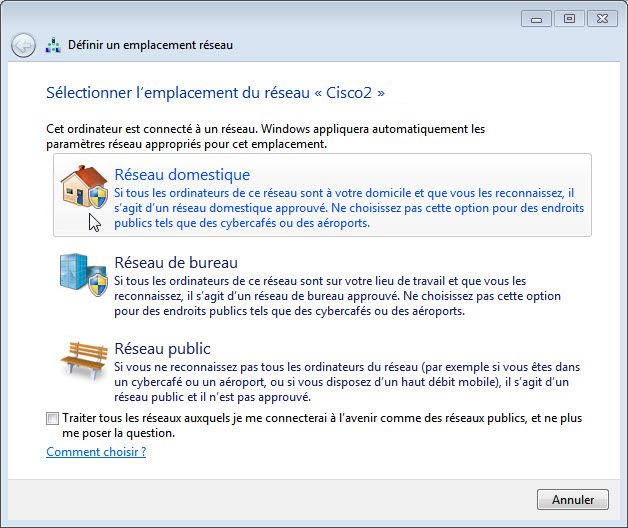 Définir un emplacement réseau
Sélectionner l'emplacement du réseau « Cisco2 »
Cet ordinateur est connecté à un réseau. Windows appliquera automatiquement les
paramètres réseau appropriés pour cet emplacement.
Réseau domestique
Si tous les ordinateurs de ce réseau sont à votre domicile et que vous les reconnaissez, il
s'agit d'un réseau domestique approuvé. Ne choisissez pas cette option pour des endroits
publics tels que des cybercafés ou des aéroports.
Réseau de bureau
Si tous les ordinateurs de ce réseau sont sur votre lieu de travail et que vous les
reconnaissez, il s'agit d'un réseau de bureau approuvé. Ne choisissez pas cette option
pour des endroits publics tels que des cybercafés ou des aéroports.
Réseau public
Si vous ne reconnaissez pas tous les ordinateurs du réseau (par exemple si vous êtes dans
un cybercafé ou un aéroport, ou si vous disposez d'un haut débit mobile), il s'agit d'un
réseau public et il n'est pas approuvé.
Traiter tous les réseaux auxquels je me connecterai à l'avenir comme des réseaux publics, et ne plus
me poser la question.
Comment choisir ?
Annuler